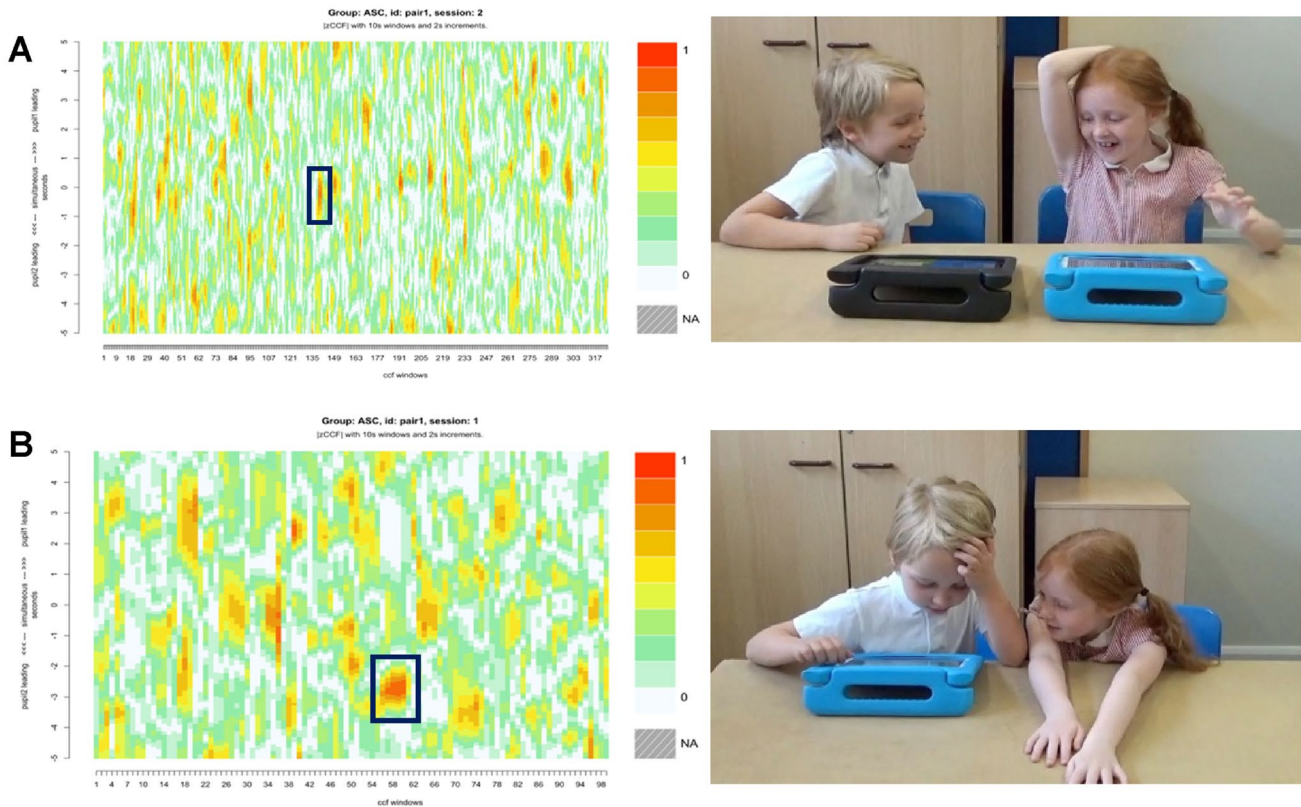 A
Group: ASC, id: pair1, session: 2
|zCCF| with 10s windows and 2s increments.
pupil2 leading <<< --- simultaneous --- >>> pupil1 leading
seconds
5
4
3
2
1
0
-1
-2
-3
-4
-5
1 9 18 29 40 51 62 73 84 95 107 121 135 149 163 177 191 205 219 233 247 261 275 289 303 317
ccf windows
1
0
NA
B
Group: ASC, id: pair1, session: 1
|zCCF| with 10s windows and 2s increments.
pupil2 leading <<< --- simultaneous --- >>> pupil1 leading
seconds
5
4
3
2
1
0
-1
-2
-3
-4
-5
1 4 7 10 14 18 22 26 30 34 38 42 46 50 54 58 62 66 70 74 78 82 86 90 94 98
ccf windows
1
0
NA